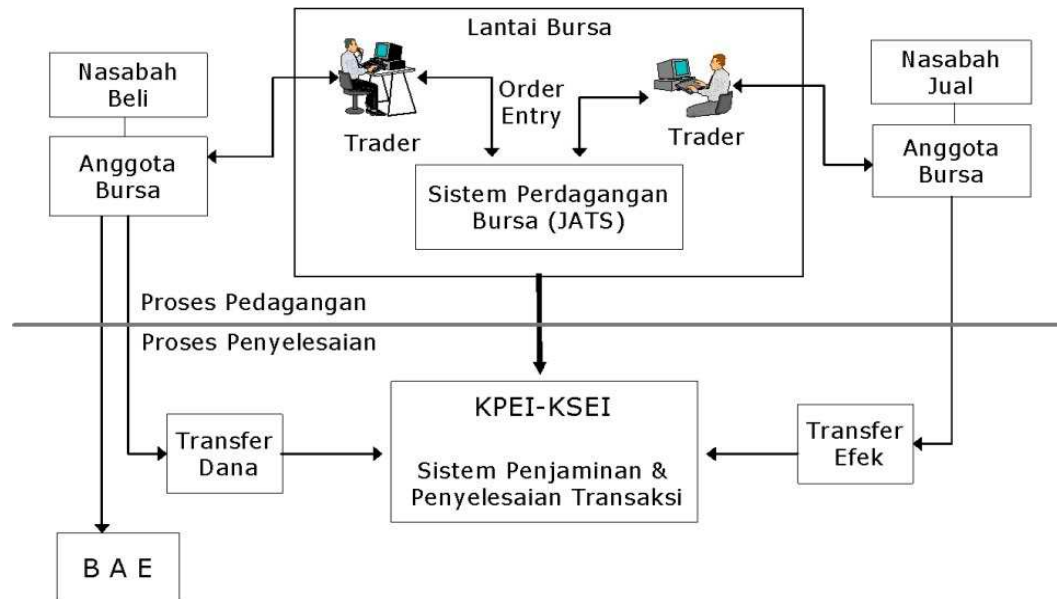 Lantai Bursa
Nasabah
Beli
Anggota
Bursa
Trader
Order
Entry
Trader
Nasabah
Jual
Anggota
Bursa
Sistem Perdagangan
Bursa (JATS)
Proses Pedagangan
Proses Penyelesaian
Transfer
Dana
KPEI-KSEI
Sistem Penjaminan &
Penyelesaian Transaksi
Transfer
Efek
B A E